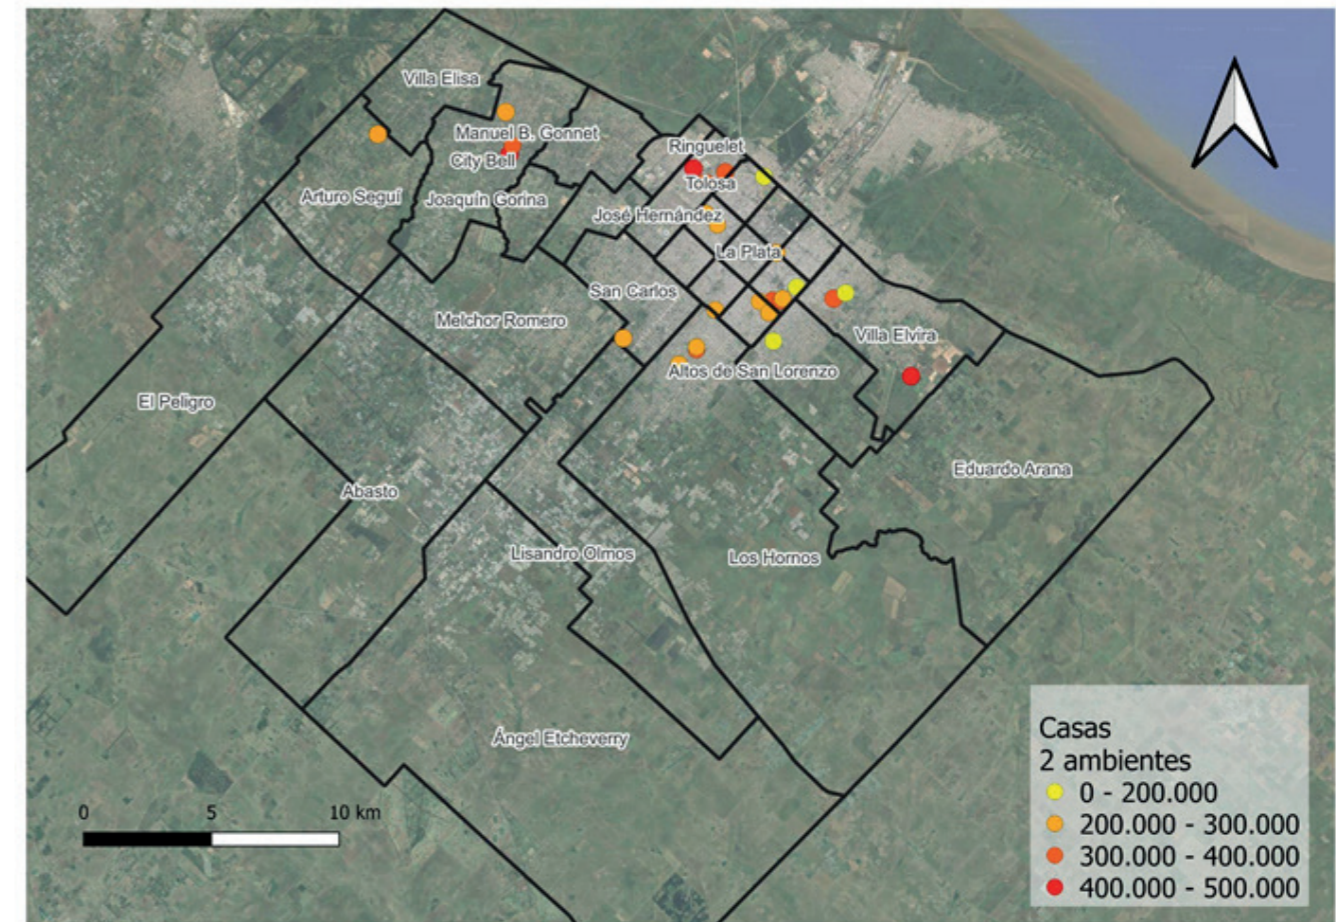 Villa Elisa
Manuel B. Gonnet
City Bell
Ringuelet
Tolosa
Arturo Seguí
Joaquín Gorina
José Hernández
La Plata
San Carlos
Melchor Romero
Villa Elvira
Altos de San Lorenzo
El Peligro
Eduardo Arana
Abasto
Lisandro Olmos
Los Hornos
Ángel Etcheverry
0 5 10 km
Casas
2 ambientes
0 - 200.000
200.000 - 300.000
300.000 - 400.000
400.000 - 500.000